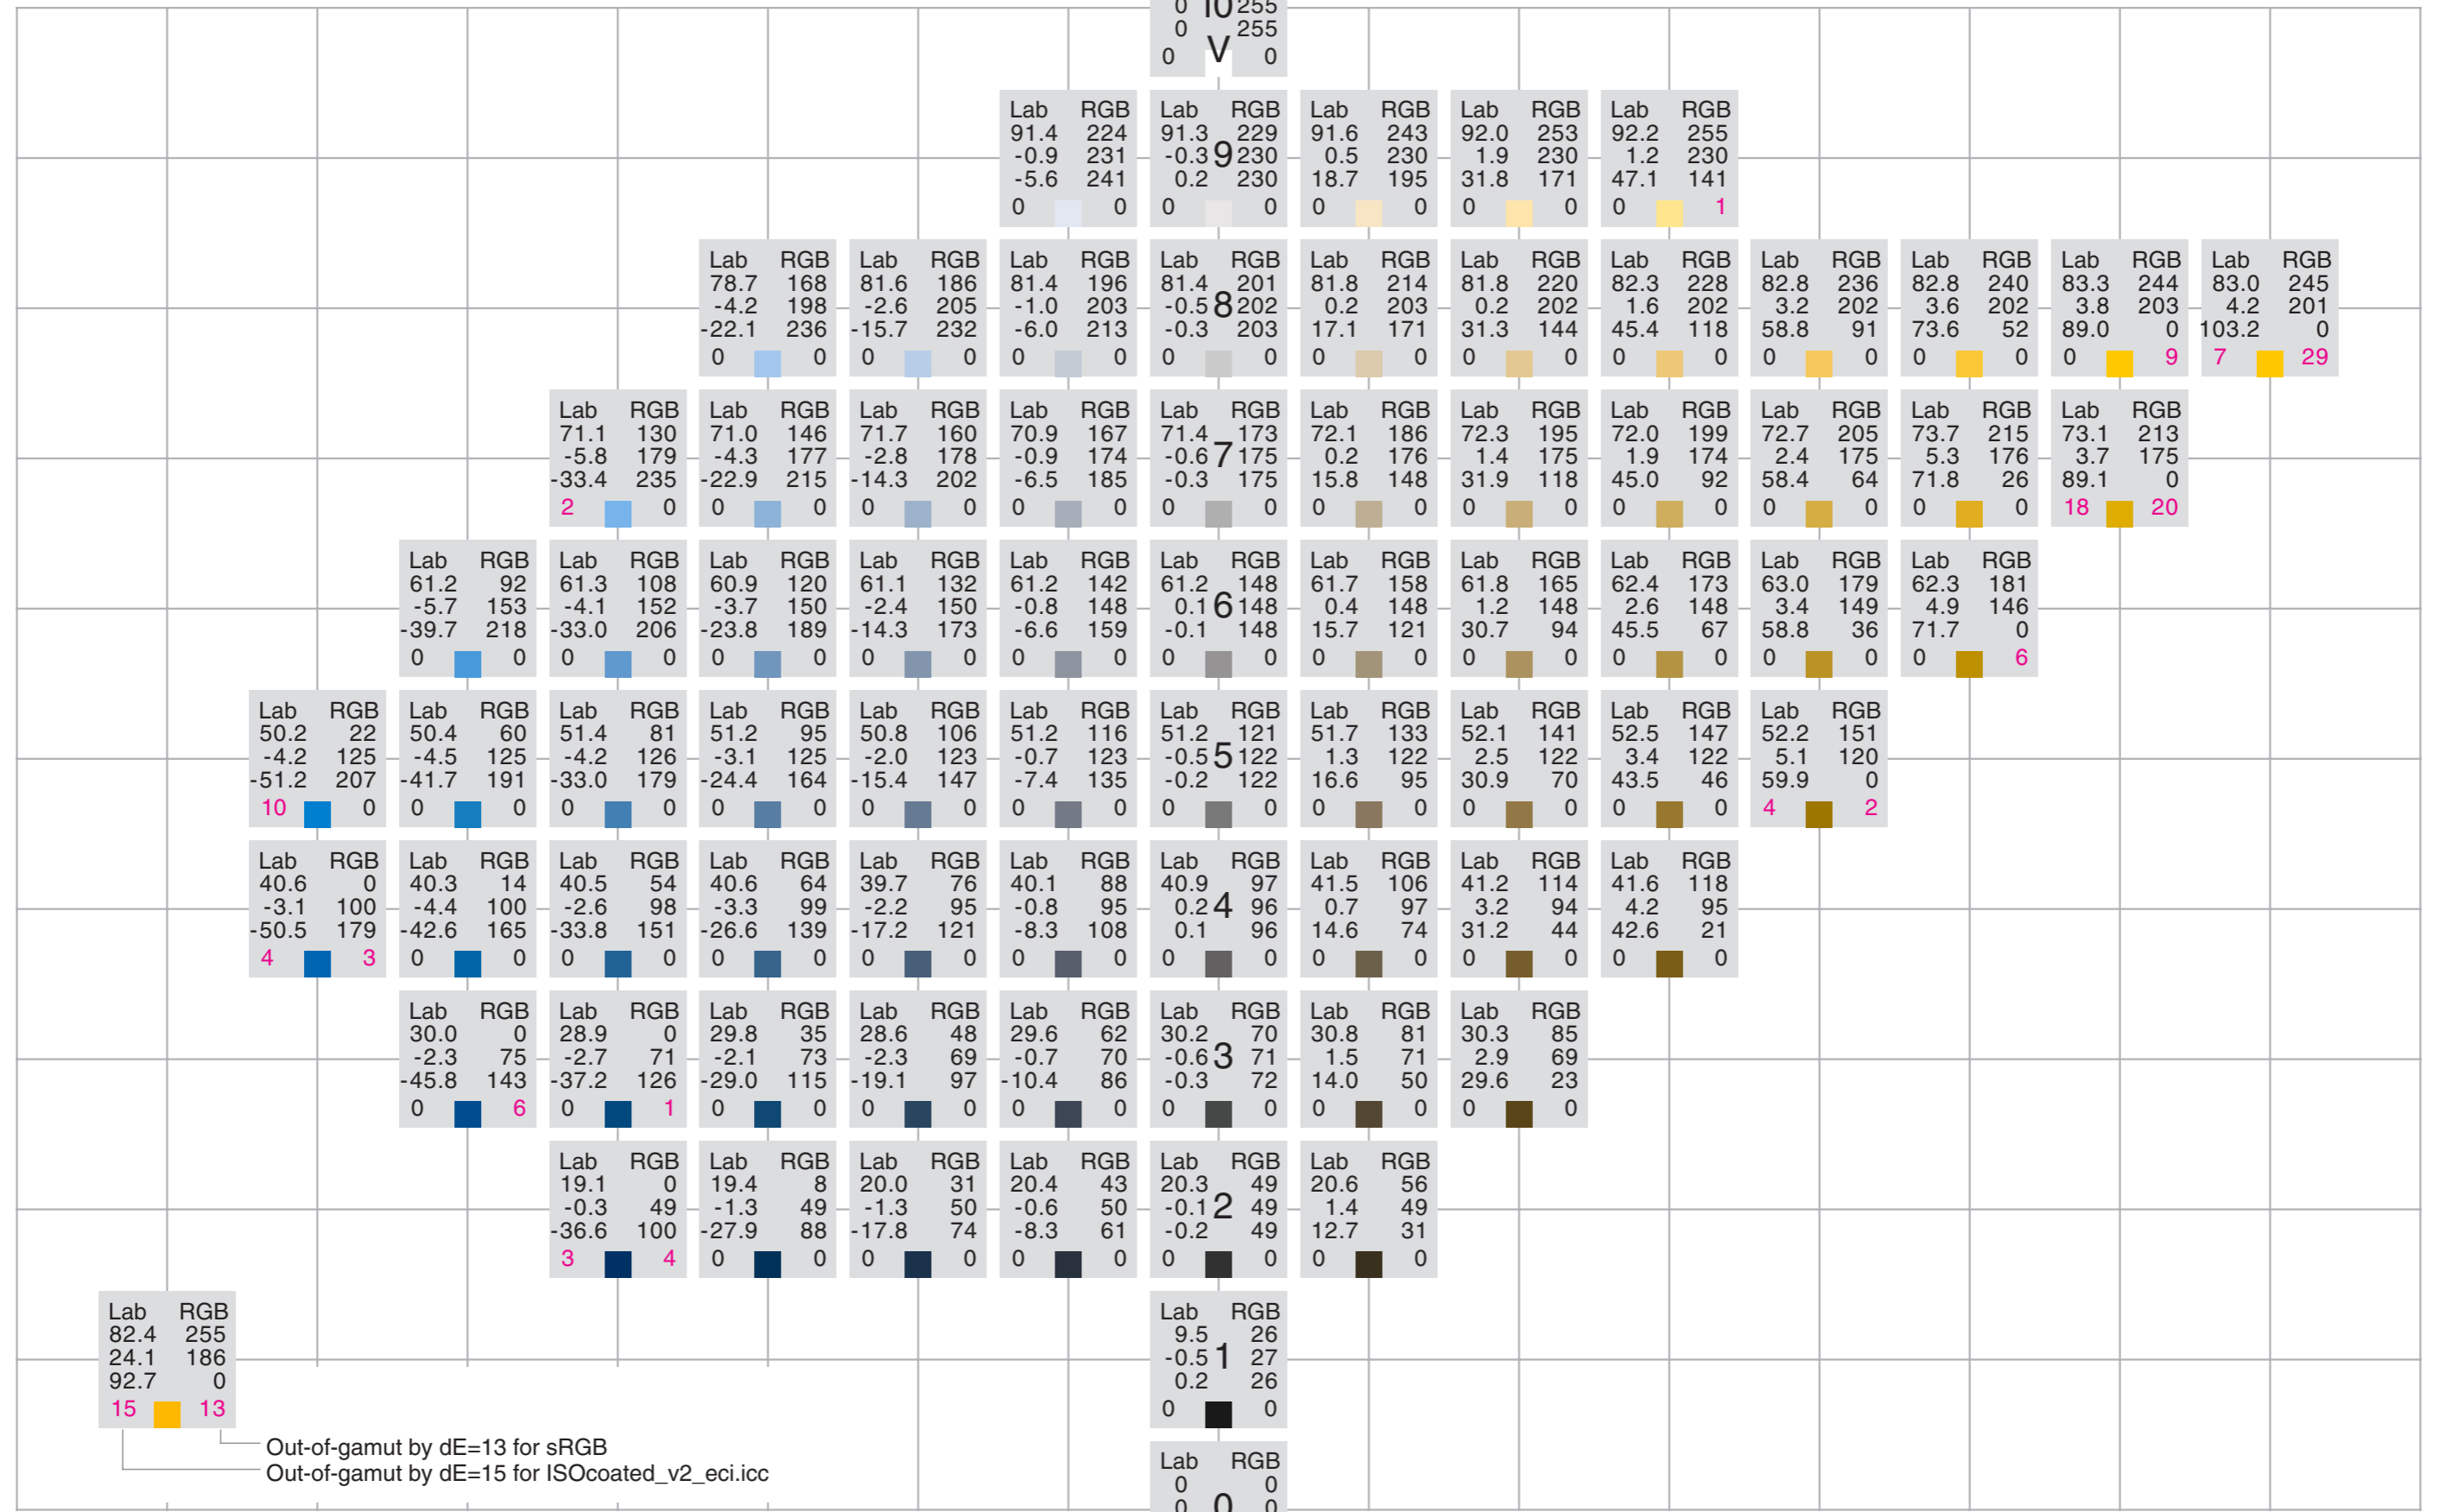 0 10 255
0 255
0 V 0
Lab RGB Lab RGB Lab RGB Lab RGB Lab RGB
91.4 224 91.3 229 91.6 243 92.0 253 92.2 255
-0.9 231 -0.3 9 230 0.5 230 1.9 230 1.2 230
-5.6 241 0.2 230 18.7 195 31.8 171 47.1 141
0 0 0 0 0 0 0 0 0 1
Lab RGB Lab RGB Lab RGB Lab RGB Lab RGB Lab RGB Lab RGB Lab RGB Lab RGB Lab RGB Lab RGB
78.7 168 81.6 186 81.4 196 81.4 201 81.8 214 81.8 220 82.3 228 82.8 236 82.8 240 83.3 244 83.0 245
-4.2 198 -2.6 205 -1.0 203 -0.5 8 202 0.2 203 0.2 202 1.6 202 3.2 202 3.6 202 3.8 203 4.2 201
-22.1 236 -15.7 232 -6.0 213 -0.3 203 17.1 171 31.3 144 45.4 118 58.8 91 73.6 52 89.0 0 103.2 0
0 0 0 0 0 0 0 0 0 0 0 0 0 0 0 0 0 0 0 9 7 29
Lab RGB Lab RGB Lab RGB Lab RGB Lab RGB Lab RGB Lab RGB Lab RGB Lab RGB Lab RGB Lab RGB
71.1 130 71.0 146 71.7 160 70.9 167 71.4 173 72.1 186 72.3 195 72.0 199 72.7 205 73.7 215 73.1 213
-5.8 179 -4.3 177 -2.8 178 -0.9 174 -0.6 7 175 0.2 176 1.4 175 1.9 174 2.4 175 5.3 176 3.7 175
-33.4 235 -22.9 215 -14.3 202 -6.5 185 -0.3 175 15.8 148 31.9 118 45.0 92 58.4 64 71.8 26 89.1 0
2 0 0 0 0 0 0 0 0 0 0 0 0 0 0 0 0 0 0 0 18 20
Lab RGB Lab RGB Lab RGB Lab RGB Lab RGB Lab RGB Lab RGB Lab RGB Lab RGB Lab RGB Lab RGB
61.2 92 61.3 108 60.9 120 61.1 132 61.2 142 61.2 148 61.7 158 61.8 165 62.4 173 63.0 179 62.3 181
-5.7 153 -4.1 152 -3.7 150 -2.4 150 -0.8 148 0.1 6 148 0.4 148 1.2 148 2.6 148 3.4 149 4.9 146
-39.7 218 -33.0 206 -23.8 189 -14.3 173 -6.6 159 -0.1 148 15.7 121 30.7 94 45.5 67 58.8 36 71.7 0
0 0 0 0 0 0 0 0 0 0 0 0 0 0 0 0 0 0 0 0 0 6
Lab RGB Lab RGB Lab RGB Lab RGB Lab RGB Lab RGB Lab RGB Lab RGB Lab RGB Lab RGB Lab RGB
50.2 22 50.4 60 51.4 81 51.2 95 50.8 106 51.2 116 51.2 121 51.7 133 52.1 141 52.5 147 52.2 151
-4.2 125 -4.5 125 -4.2 126 -3.1 125 -2.0 123 -0.7 123 -0.5 5 122 1.3 122 2.5 122 3.4 122 5.1 120
-51.2 207 -41.7 191 -33.0 179 -24.4 164 -15.4 147 -7.4 135 -0.2 122 16.6 95 30.9 70 43.5 46 59.9 0
10 0 0 0 0 0 0 0 0 0 0 0 0 0 0 0 0 0 0 0 4 2
Lab RGB Lab RGB Lab RGB Lab RGB Lab RGB Lab RGB Lab RGB Lab RGB Lab RGB Lab RGB
40.6 0 40.3 14 40.5 54 40.6 64 39.7 76 40.1 88 40.9 97 41.5 106 41.2 114 41.6 118
-3.1 100 -4.4 100 -2.6 98 -3.3 99 -2.2 95 -0.8 95 0.2 4 96 0.7 97 3.2 94 4.2 95
-50.5 179 -42.6 165 -33.8 151 -26.6 139 -17.2 121 -8.3 108 0.1 96 14.6 74 31.2 44 42.6 21
4 3 0 0 0 0 0 0 0 0 0 0 0 0 0 0 0 0 0 0
Lab RGB Lab RGB Lab RGB Lab RGB Lab RGB Lab RGB Lab RGB Lab RGB
30.0 0 28.9 0 29.8 35 28.6 48 29.6 62 30.2 70 30.8 81 30.3 85
-2.3 75 -2.7 71 -2.1 73 -2.3 69 -0.7 70 -0.6 3 71 1.5 71 2.9 69
-45.8 143 -37.2 126 -29.0 115 -19.1 97 -10.4 86 -0.3 72 14.0 50 29.6 23
0 6 0 1 0 0 0 0 0 0 0 0 0 0 0 0
Lab RGB Lab RGB Lab RGB Lab RGB Lab RGB Lab RGB
19.1 0 19.4 8 20.0 31 20.4 43 20.3 49 20.6 56
-0.3 49 -1.3 49 -1.3 50 -0.6 50 -0.1 2 49 1.4 49
-36.6 100 -27.9 88 -17.8 74 -8.3 61 -0.2 49 12.7 31
3 4 0 0 0 0 0 0 0 0 0 0
Lab RGB Lab RGB
82.4 255 9.5 26
24.1 186 -0.5 1 27
92.7 0 0.2 26
15 13 0 0
Out-of-gamut by dE=13 for sRGB
Out-of-gamut by dE=15 for ISOcoated_v2_eci.icc
Lab RGB
0 0
0 0 0